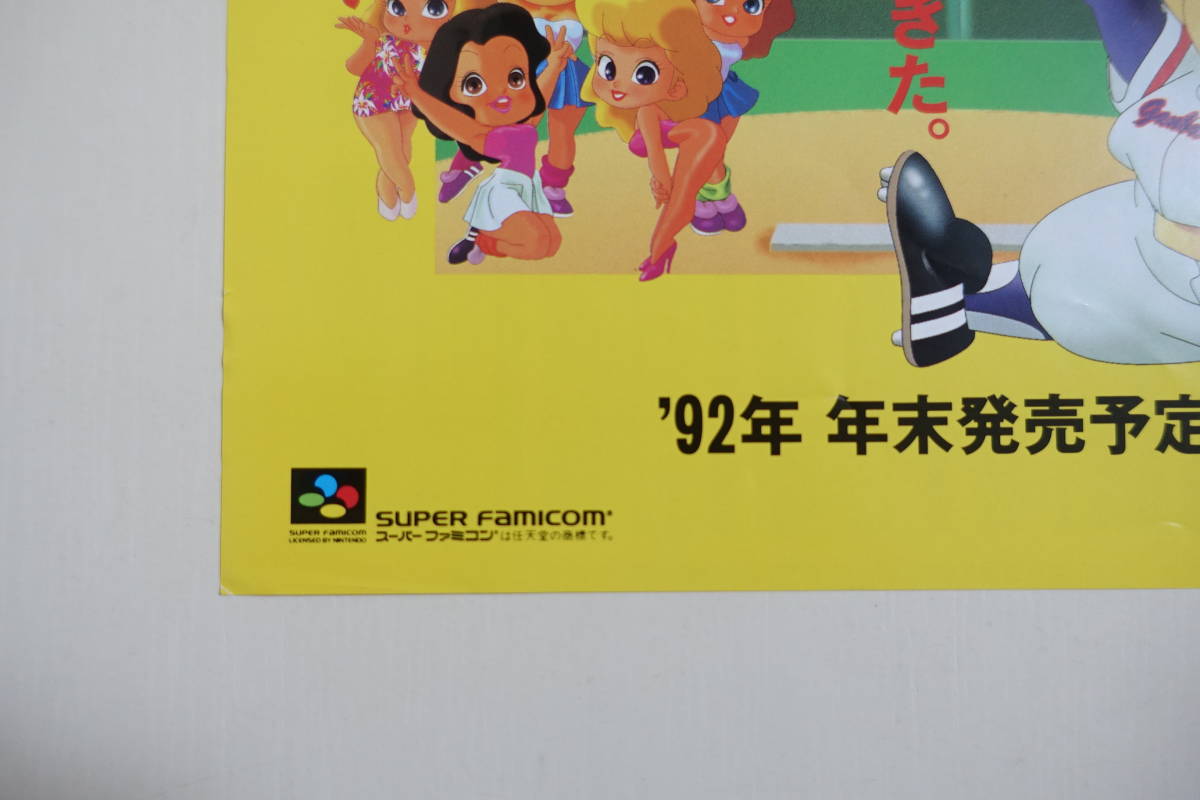 きた。
'92年 年末発売予定
SUPER FAMICOM
LICENSED BY NINTENDO
SUPER FAMICOM
スーパーファミコンは任天堂の商標です。